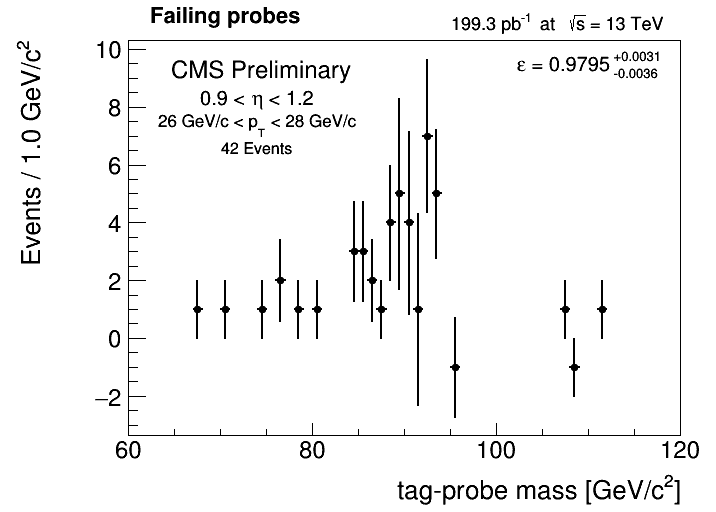 Failing probes
199.3 pb⁻¹ at √s = 13 TeV
CMS Preliminary
0.9 < η < 1.2
26 GeV/c < p_T < 28 GeV/c
42 Events
ε = 0.9795 +0.0031 -0.0036
Events / 1.0 GeV/c²
10
8
6
4
2
0
−2
60 80 100 120
tag-probe mass [GeV/c²]